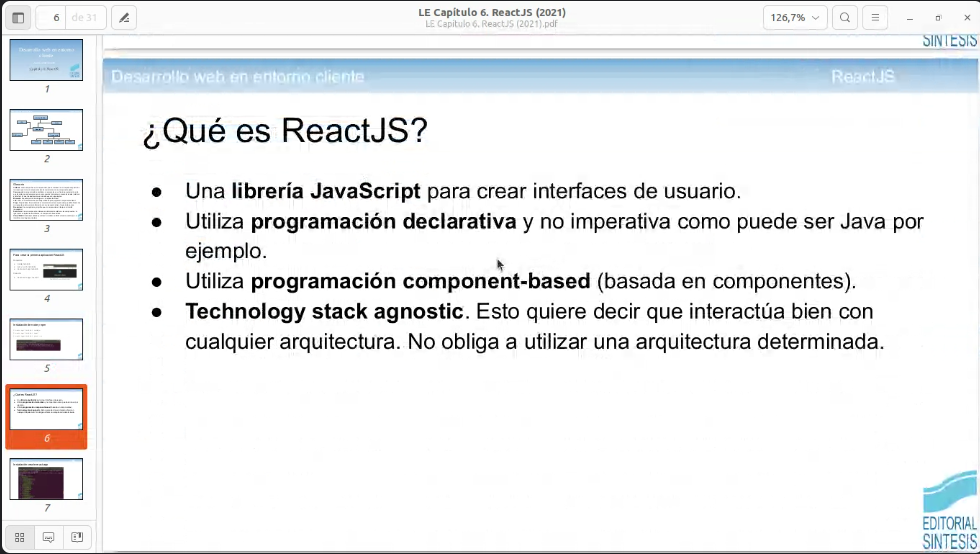 6 de 31
LE Capítulo 6. ReactJS (2021)
LE Capítulo 6. ReactJS (2021).pdf
126,7%
SINTESIS
Desarrollo web en entorno cliente
ReactJS
¿Qué es ReactJS?
● Una librería JavaScript para crear interfaces de usuario.
● Utiliza programación declarativa y no imperativa como puede ser Java por
ejemplo.
● Utiliza programación component-based (basada en componentes).
● Technology stack agnostic. Esto quiere decir que interactúa bien con
cualquier arquitectura. No obliga a utilizar una arquitectura determinada.
EDITORIAL
SINTESIS
1
2
3
4
5
6
7